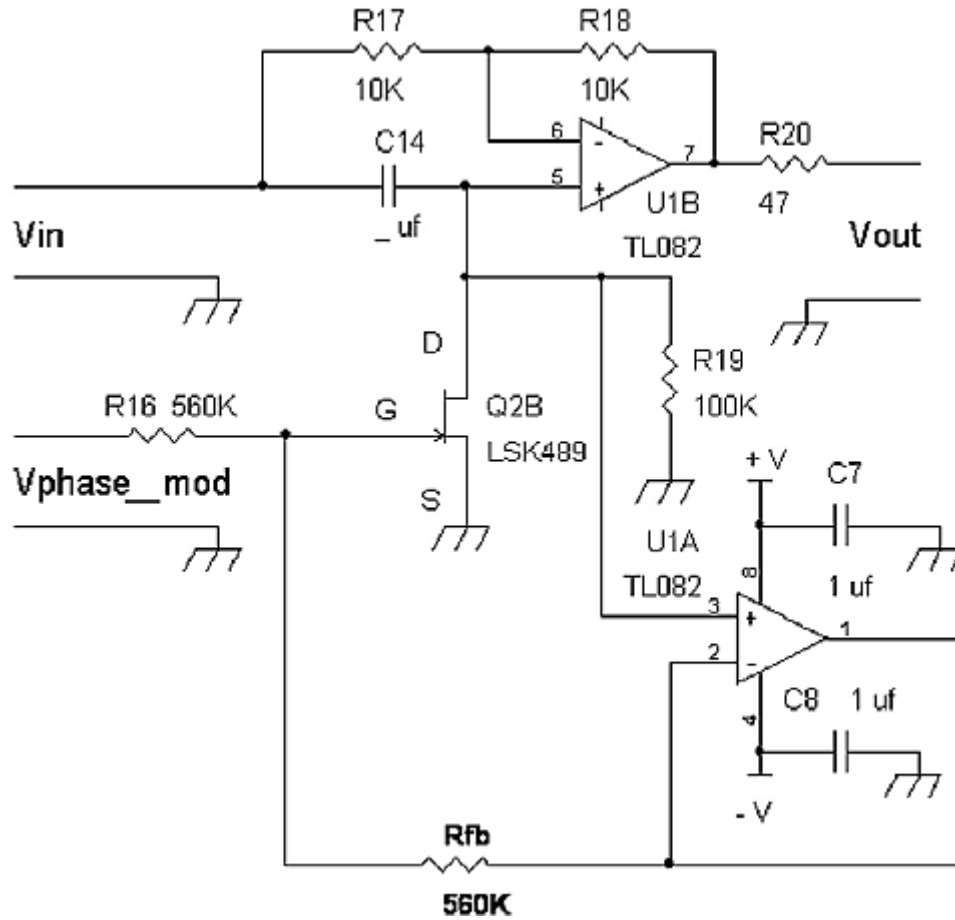 R17
R18
10K
10K
C14
6
-
7
R20
5
+
_ uf
U1B
47
Vin
TL082
Vout
D
R19
R16 560K
G
Q2B
100K
LSK489
+ V
C7
Vphase_mod
S
U1A
TL082
8
1 uf
3
+
1
2
-
C8 1 uf
4
- V
Rfb
560K